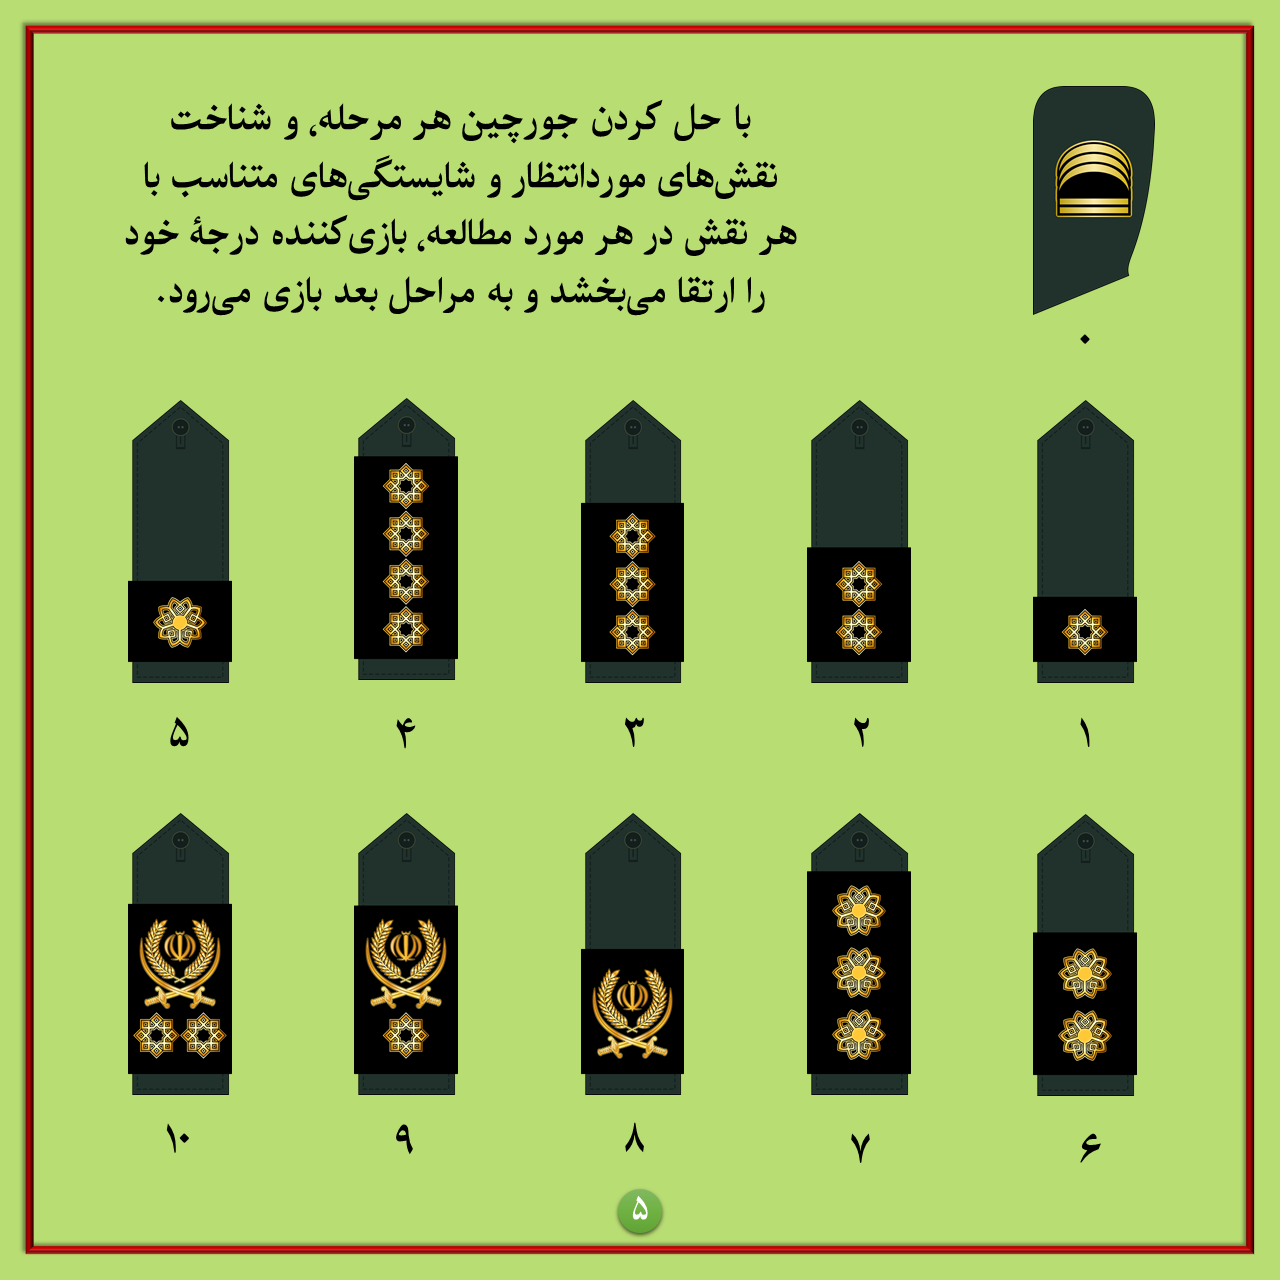 با حل کردن جورچین هر مرحله، و شناخت
نقش‌های موردانتظار و شایستگی‌های متناسب با
هر نقش در هر مورد مطالعه، بازی‌کننده درجهٔ خود
را ارتقا می‌بخشد و به مراحل بعد بازی می‌رود.
۰
۱ ۲ ۳ ۴ ۵
۶ ۷ ۸ ۹ ۱۰
۵